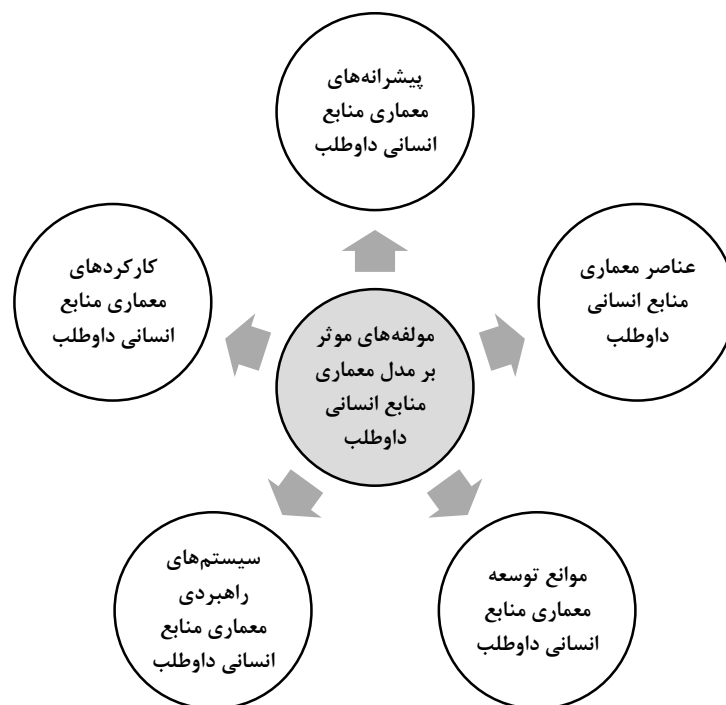 پیشرانه‌های
معماری منابع
انسانی داوطلب
عناصر معماری
منابع انسانی
داوطلب
کارکردهای
معماری منابع
انسانی داوطلب
مولفه‌های موثر
بر مدل معماری
منابع انسانی
داوطلب
موانع توسعه
معماری منابع
انسانی داوطلب
سیستم‌های
راهبردی
معماری منابع
انسانی داوطلب